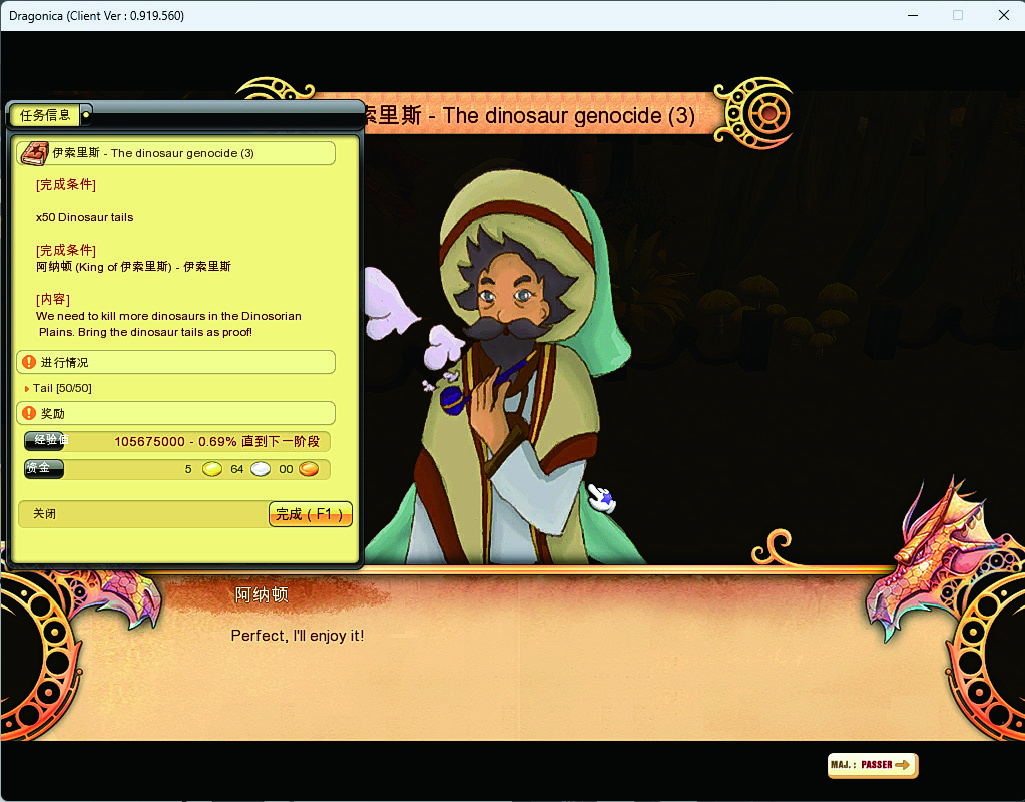 Dragonica (Client Ver : 0.919.560)
索里斯 - The dinosaur genocide (3)
任务信息
伊索里斯 - The dinosaur genocide (3)
[完成条件]
x50 Dinosaur tails
[完成条件]
阿纳顿 (King of 伊索里斯) - 伊索里斯
[内容]
We need to kill more dinosaurs in the Dinosorian
Plains. Bring the dinosaur tails as proof!
进行情况
Tail [50/50]
奖励
经验值 105675000 - 0.69% 直到下一阶段
资金 5 64 00
关闭 完成 ( F1 )
阿纳顿
Perfect, I'll enjoy it!
MAJ. : PASSER